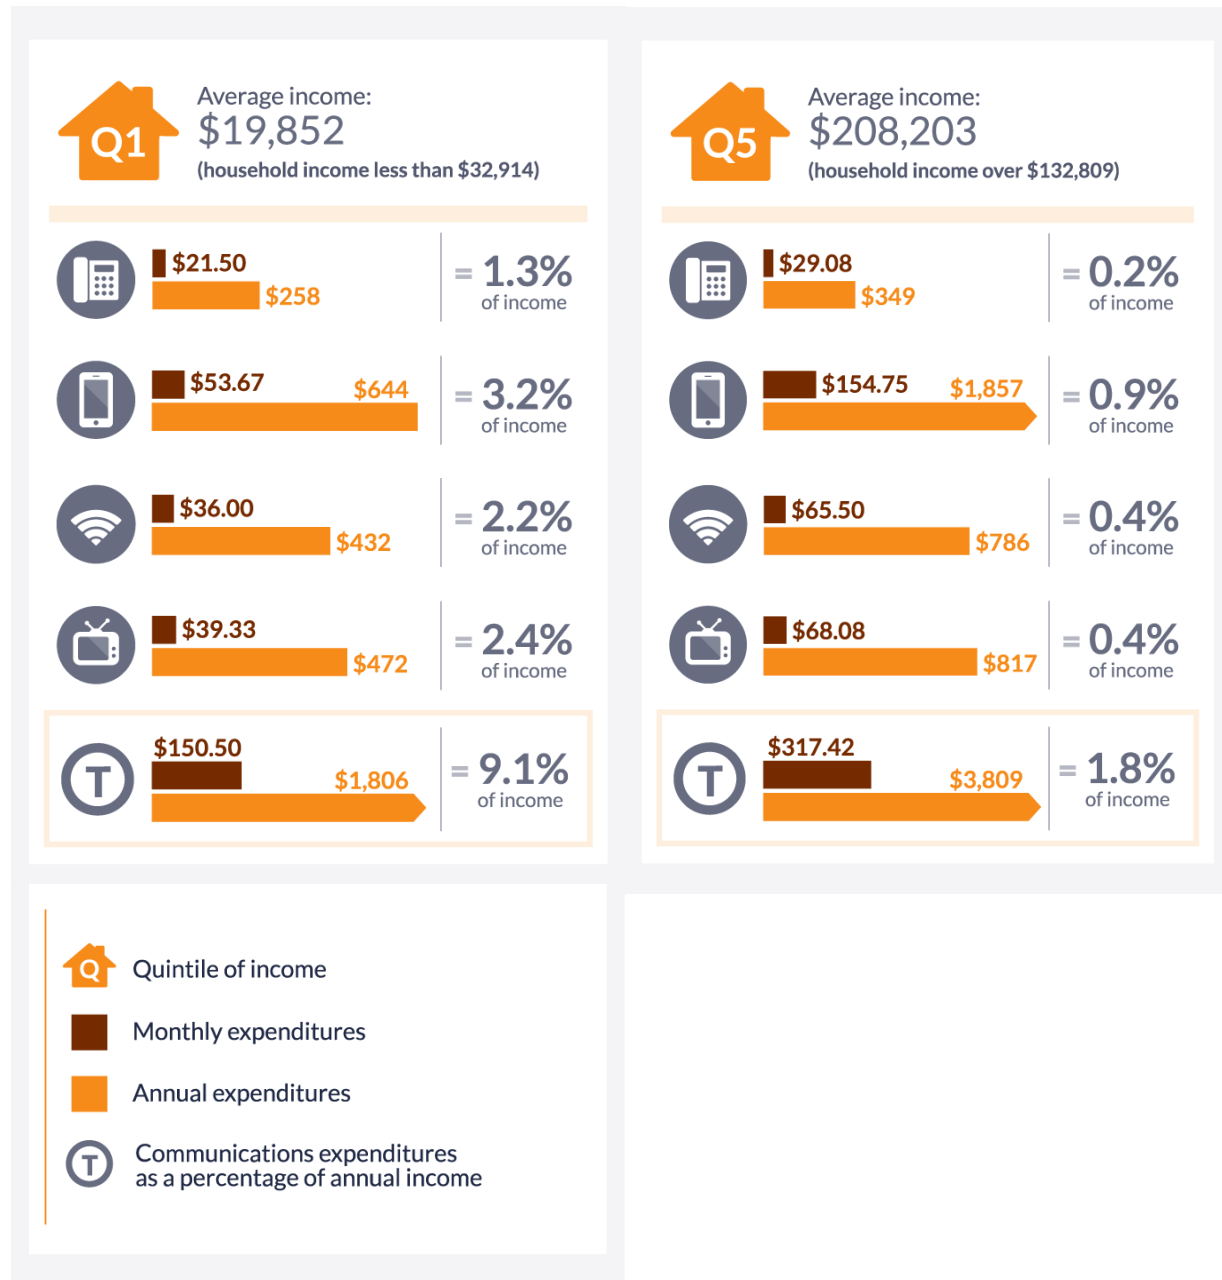 Q1
Average income:
$19,852
(household income less than $32,914)
$21.50
$258
= 1.3%
of income
$53.67
$644
= 3.2%
of income
$36.00
$432
= 2.2%
of income
$39.33
$472
= 2.4%
of income
T
$150.50
$1,806
= 9.1%
of income
Q5
Average income:
$208,203
(household income over $132,809)
$29.08
$349
= 0.2%
of income
$154.75
$1,857
= 0.9%
of income
$65.50
$786
= 0.4%
of income
$68.08
$817
= 0.4%
of income
T
$317.42
$3,809
= 1.8%
of income
Q Quintile of income
Monthly expenditures
Annual expenditures
T Communications expenditures
as a percentage of annual income